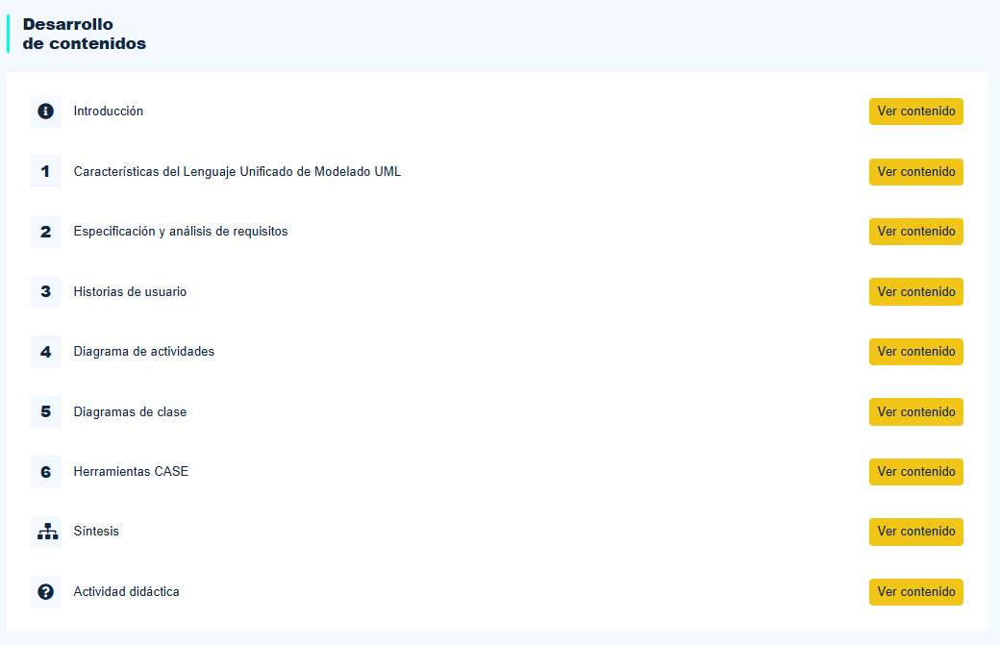 Desarrollo
de contenidos
Introducción Ver contenido
1 Características del Lenguaje Unificado de Modelado UML Ver contenido
2 Especificación y análisis de requisitos Ver contenido
3 Historias de usuario Ver contenido
4 Diagrama de actividades Ver contenido
5 Diagramas de clase Ver contenido
6 Herramientas CASE Ver contenido
Síntesis Ver contenido
Actividad didáctica Ver contenido